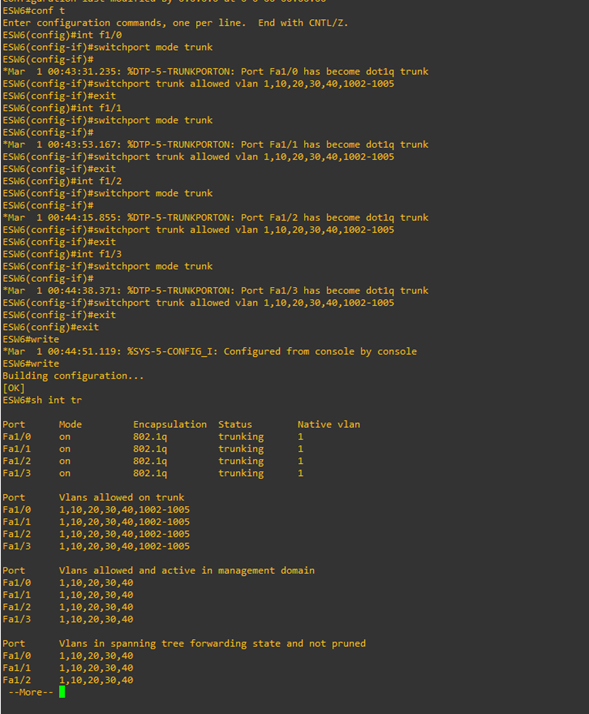 ESW6#conf t
Enter configuration commands, one per line.  End with CNTL/Z.
ESW6(config)#int f1/0
ESW6(config-if)#switchport mode trunk
ESW6(config-if)#
*Mar  1 00:43:31.235: %DTP-5-TRUNKPORTON: Port Fa1/0 has become dot1q trunk
ESW6(config-if)#switchport trunk allowed vlan 1,10,20,30,40,1002-1005
ESW6(config-if)#exit
ESW6(config)#int f1/1
ESW6(config-if)#switchport mode trunk
ESW6(config-if)#
*Mar  1 00:43:53.167: %DTP-5-TRUNKPORTON: Port Fa1/1 has become dot1q trunk
ESW6(config-if)#switchport trunk allowed vlan 1,10,20,30,40,1002-1005
ESW6(config-if)#exit
ESW6(config)#int f1/2
ESW6(config-if)#switchport mode trunk
ESW6(config-if)#
*Mar  1 00:44:15.855: %DTP-5-TRUNKPORTON: Port Fa1/2 has become dot1q trunk
ESW6(config-if)#switchport trunk allowed vlan 1,10,20,30,40,1002-1005
ESW6(config-if)#exit
ESW6(config)#int f1/3
ESW6(config-if)#switchport mode trunk
ESW6(config-if)#
*Mar  1 00:44:38.371: %DTP-5-TRUNKPORTON: Port Fa1/3 has become dot1q trunk
ESW6(config-if)#switchport trunk allowed vlan 1,10,20,30,40,1002-1005
ESW6(config-if)#exit
ESW6(config)#exit
ESW6#write
*Mar  1 00:44:51.119: %SYS-5-CONFIG_I: Configured from console by console
ESW6#write
Building configuration...
[OK]
ESW6#sh int tr
Port      Mode         Encapsulation  Status        Native vlan
Fa1/0     on           802.1q         trunking      1
Fa1/1     on           802.1q         trunking      1
Fa1/2     on           802.1q         trunking      1
Fa1/3     on           802.1q         trunking      1
Port      Vlans allowed on trunk
Fa1/0     1,10,20,30,40,1002-1005
Fa1/1     1,10,20,30,40,1002-1005
Fa1/2     1,10,20,30,40,1002-1005
Fa1/3     1,10,20,30,40,1002-1005
Port      Vlans allowed and active in management domain
Fa1/0     1,10,20,30,40
Fa1/1     1,10,20,30,40
Fa1/2     1,10,20,30,40
Fa1/3     1,10,20,30,40
Port      Vlans in spanning tree forwarding state and not pruned
Fa1/0     1,10,20,30,40
Fa1/1     1,10,20,30,40
Fa1/2     1,10,20,30,40
 --More--